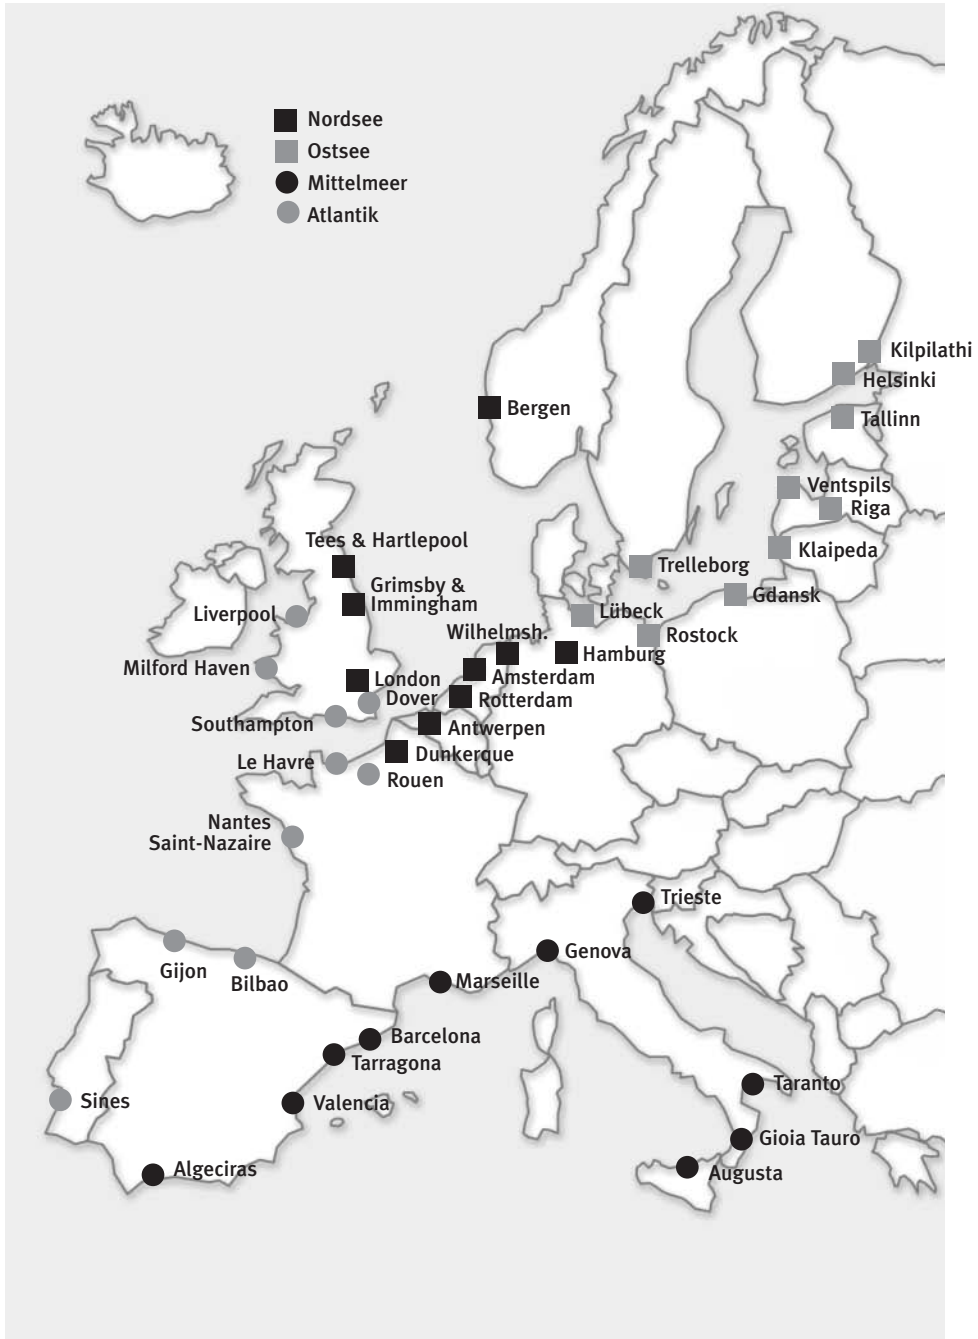 Nordsee
Ostsee
Mittelmeer
Atlantik
Kilpilathi
Helsinki
Bergen
Tallinn
Ventspils
Riga
Tees & Hartlepool
Klaipeda
Trelleborg
Grimsby &
Immingham
Gdansk
Liverpool
Lübeck
Wilhelmsh.
Rostock
Hamburg
Milford Haven
London
Amsterdam
Dover
Rotterdam
Southampton
Antwerpen
Dunkerque
Le Havre
Rouen
Nantes
Saint-Nazaire
Trieste
Genova
Gijon
Bilbao
Marseille
Barcelona
Tarragona
Taranto
Sines
Valencia
Gioia Tauro
Algeciras
Augusta